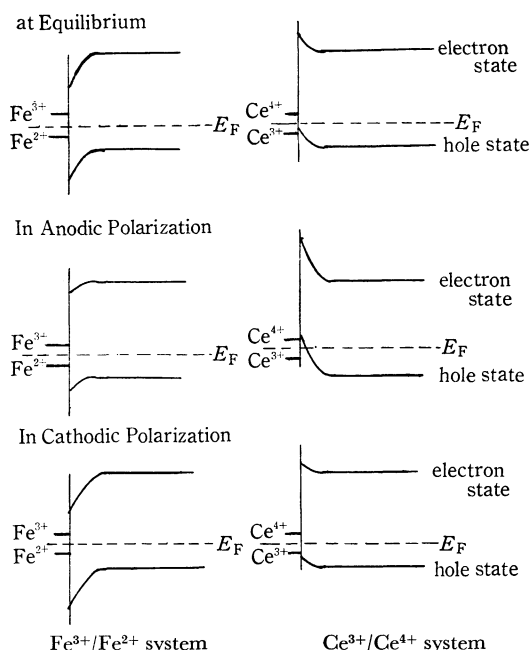 at Equilibrium
electron
state
Fe³⁺
Ce⁴⁺
E_F
E_F
Fe²⁺
Ce³⁺
hole state
In Anodic Polarization
electron
state
Fe³⁺
Ce⁴⁺
E_F
E_F
Fe²⁺
Ce³⁺
hole state
In Cathodic Polarization
electron
state
Fe³⁺
Ce⁴⁺
E_F
E_F
Fe²⁺
Ce³⁺
hole state
Fe³⁺/Fe²⁺ system
Ce³⁺/Ce⁴⁺ system